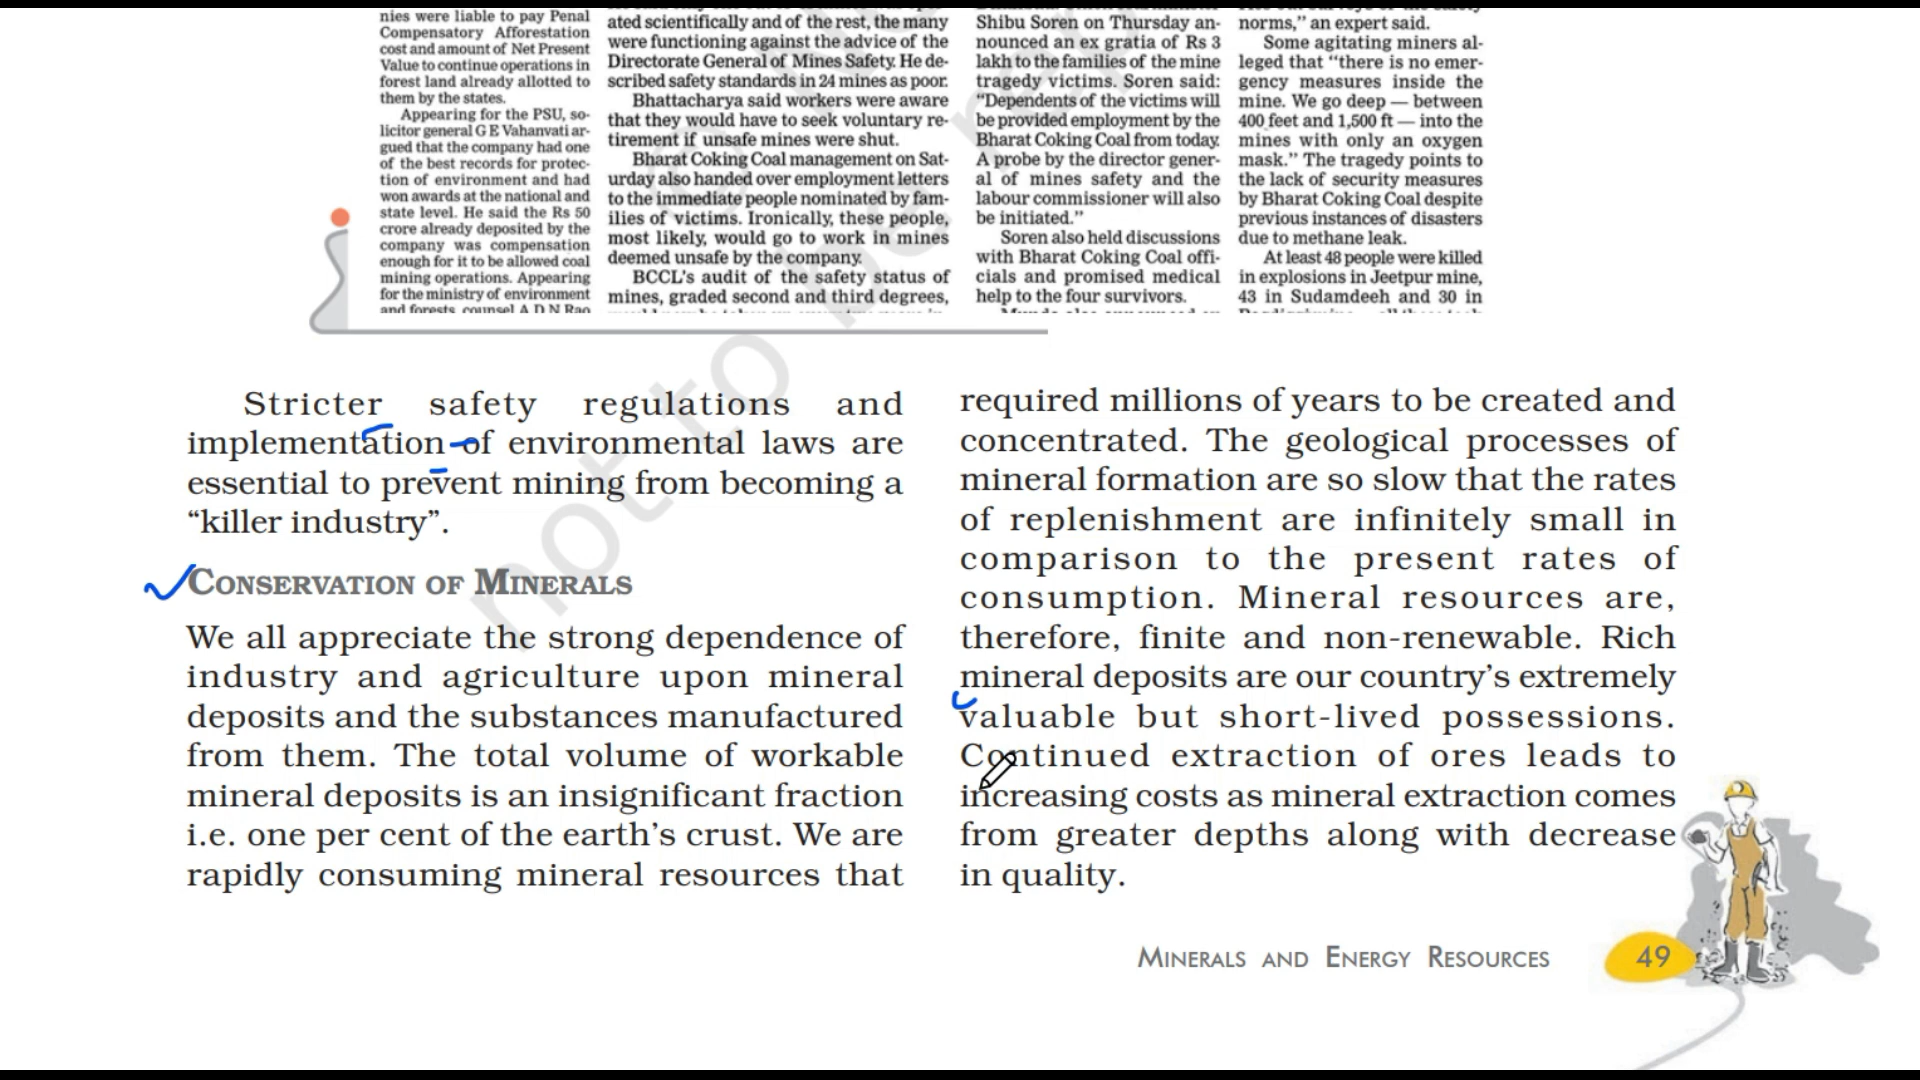 nies were liable to pay Penal
Compensatory Afforestation
cost and amount of Net Present
Value to continue operations in
forest land already allotted to
them by the states.
Appearing for the PSU, so-
licitor general G E Vahanvati ar-
gued that the company had one
of the best records for protec-
tion of environment and had
won awards at the national and
state level. He said the Rs 50
crore already deposited by the
company was compensation
enough for it to be allowed coal
mining operations. Appearing
for the ministry of environment
and forests, counsel A D N Rao
ated scientifically and of the rest, the many
were functioning against the advice of the
Directorate General of Mines Safety. He de-
scribed safety standards in 24 mines as poor.
Bhattacharya said workers were aware
that they would have to seek voluntary re-
tirement if unsafe mines were shut.
Bharat Coking Coal management on Sat-
urday also handed over employment letters
to the immediate people nominated by fam-
ilies of victims. Ironically, these people,
most likely, would go to work in mines
deemed unsafe by the company.
BCCL's audit of the safety status of
mines, graded second and third degrees,
Shibu Soren on Thursday an-
nounced an ex gratia of Rs 3
lakh to the families of the mine
tragedy victims. Soren said:
“Dependents of the victims will
be provided employment by the
Bharat Coking Coal from today.
A probe by the director gener-
al of mines safety and the
labour commissioner will also
be initiated.”
Soren also held discussions
with Bharat Coking Coal offi-
cials and promised medical
help to the four survivors.
norms,” an expert said.
Some agitating miners al-
leged that “there is no emer-
gency measures inside the
mine. We go deep — between
400 feet and 1,500 ft — into the
mines with only an oxygen
mask.” The tragedy points to
the lack of security measures
by Bharat Coking Coal despite
previous instances of disasters
due to methane leak.
At least 48 people were killed
in explosions in Jeetpur mine,
43 in Sudamdeeh and 30 in
not to be rep
Stricter safety regulations and
implementation of environmental laws are
essential to prevent mining from becoming a
“killer industry”.
CONSERVATION OF MINERALS
We all appreciate the strong dependence of
industry and agriculture upon mineral
deposits and the substances manufactured
from them. The total volume of workable
mineral deposits is an insignificant fraction
i.e. one per cent of the earth’s crust. We are
rapidly consuming mineral resources that
required millions of years to be created and
concentrated. The geological processes of
mineral formation are so slow that the rates
of replenishment are infinitely small in
comparison to the present rates of
consumption. Mineral resources are,
therefore, finite and non-renewable. Rich
mineral deposits are our country’s extremely
valuable but short-lived possessions.
Continued extraction of ores leads to
increasing costs as mineral extraction comes
from greater depths along with decrease
in quality.
MINERALS AND ENERGY RESOURCES 49